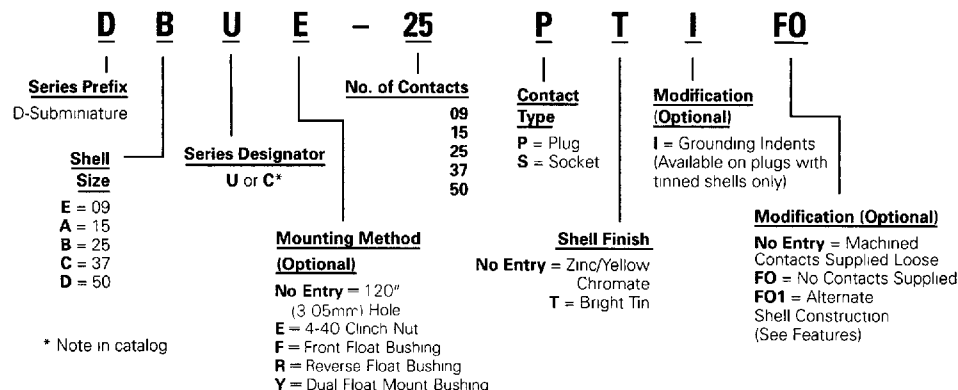 D B U E - 25 P T I F0
Series Prefix
D-Subminiature
Shell
Size
E = 09
A = 15
B = 25
C = 37
D = 50
Series Designator
U or C*
Mounting Method
(Optional)
No Entry = 120"
(3 05mm) Hole
E = 4-40 Clinch Nut
F = Front Float Bushing
R = Reverse Float Bushing
Y = Dual Float Mount Bushing
No. of Contacts
09
15
25
37
50
Contact
Type
P = Plug
S = Socket
Shell Finish
No Entry = Zinc/Yellow
Chromate
T = Bright Tin
Modification
(Optional)
I = Grounding Indents
(Available on plugs with
tinned shells only)
Modification (Optional)
No Entry = Machined
Contacts Supplied Loose
FO = No Contacts Supplied
FO1 = Alternate
Shell Construction
(See Features)
* Note in catalog